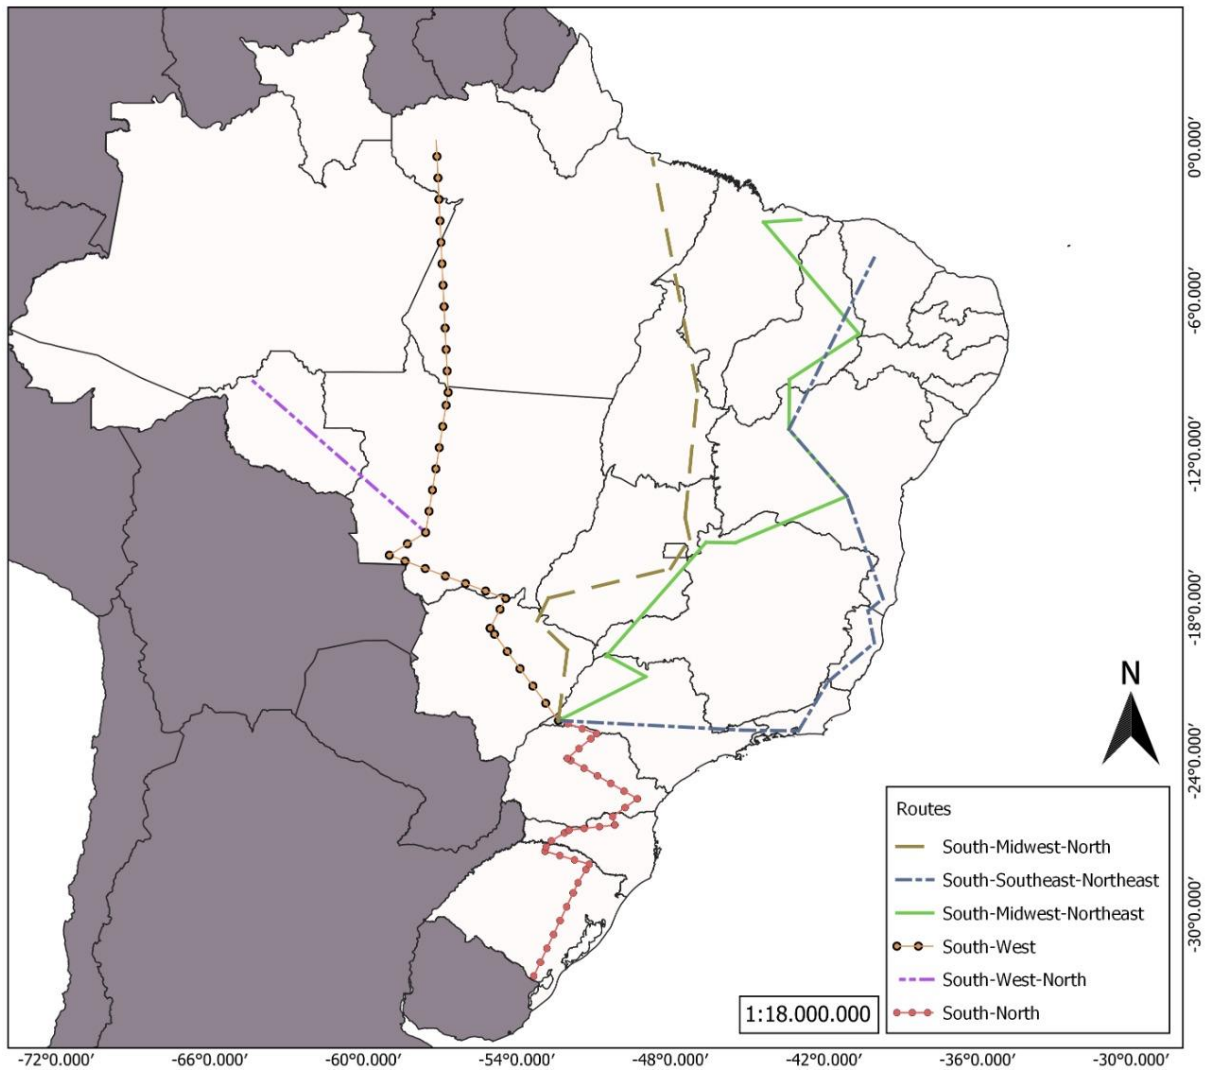 N
Routes
South-Midwest-North
South-Southeast-Northeast
South-Midwest-Northeast
South-West
South-West-North
South-North
1:18.000.000
0°0.000′
-6°0.000′
-12°0.000′
-18°0.000′
-24°0.000′
-30°0.000′
-72°0.000′
-66°0.000′
-60°0.000′
-54°0.000′
-48°0.000′
-42°0.000′
-36°0.000′
-30°0.000′